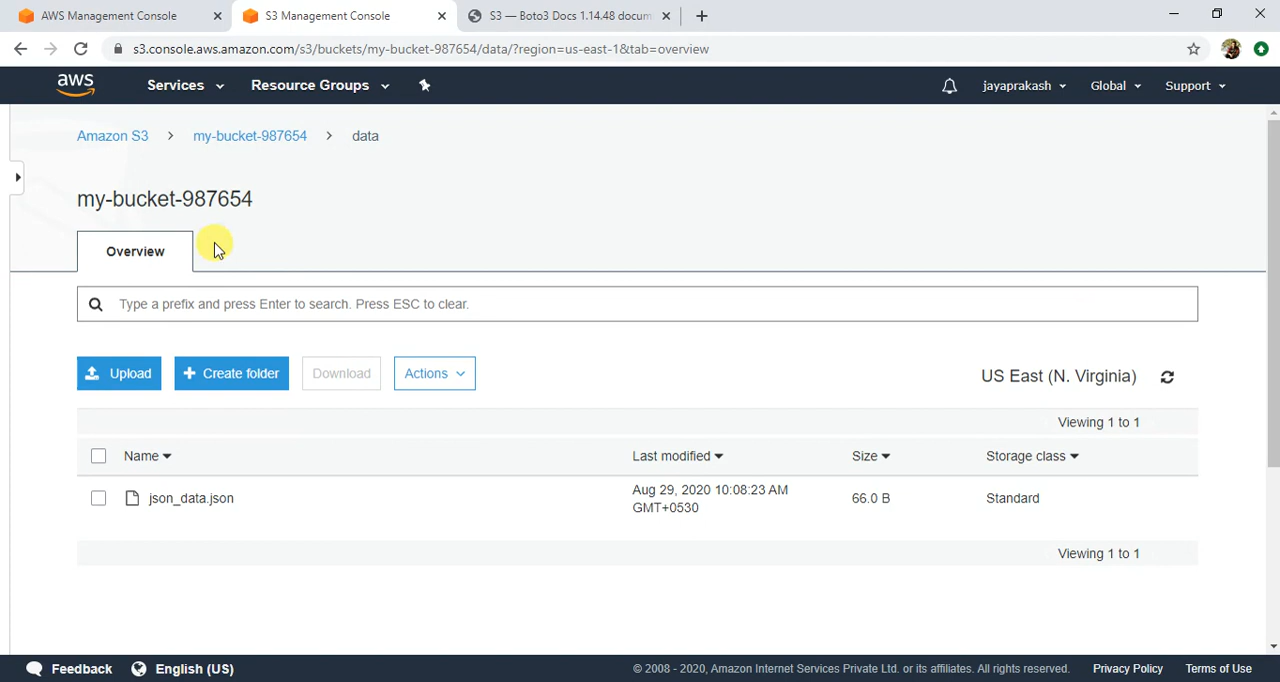 AWS Management Console
S3 Management Console
S3 — Boto3 Docs 1.14.48 docum
s3.console.aws.amazon.com/s3/buckets/my-bucket-987654/data/?region=us-east-1&tab=overview
aws Services Resource Groups jayaprakash Global Support
Amazon S3 > my-bucket-987654 > data
my-bucket-987654
Overview
Type a prefix and press Enter to search. Press ESC to clear.
Upload + Create folder Download Actions
US East (N. Virginia)
Viewing 1 to 1
Name Last modified Size Storage class
json_data.json Aug 29, 2020 10:08:23 AM GMT+0530 66.0 B Standard
Viewing 1 to 1
Feedback English (US) © 2008 - 2020, Amazon Internet Services Private Ltd. or its affiliates. All rights reserved. Privacy Policy Terms of Use